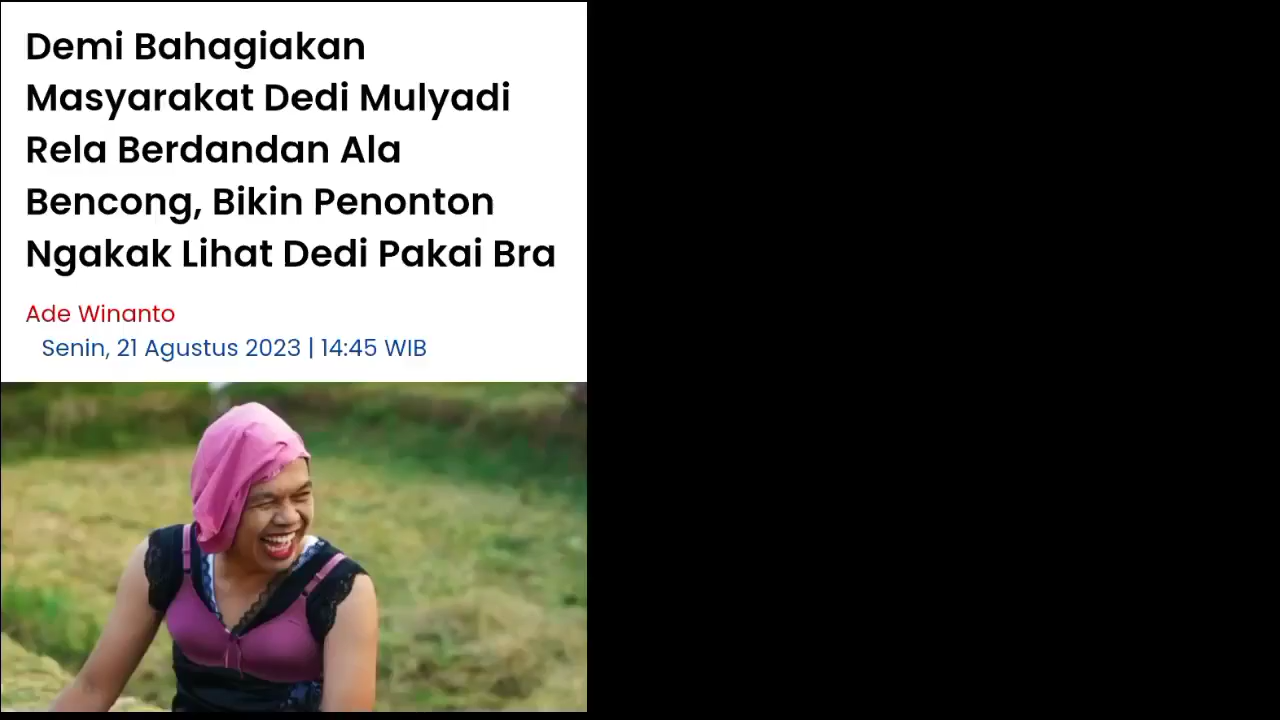 Demi Bahagiakan
Masyarakat Dedi Mulyadi
Rela Berdandan Ala
Bencong, Bikin Penonton
Ngakak Lihat Dedi Pakai Bra
Ade Winanto
Senin, 21 Agustus 2023 | 14:45 WIB